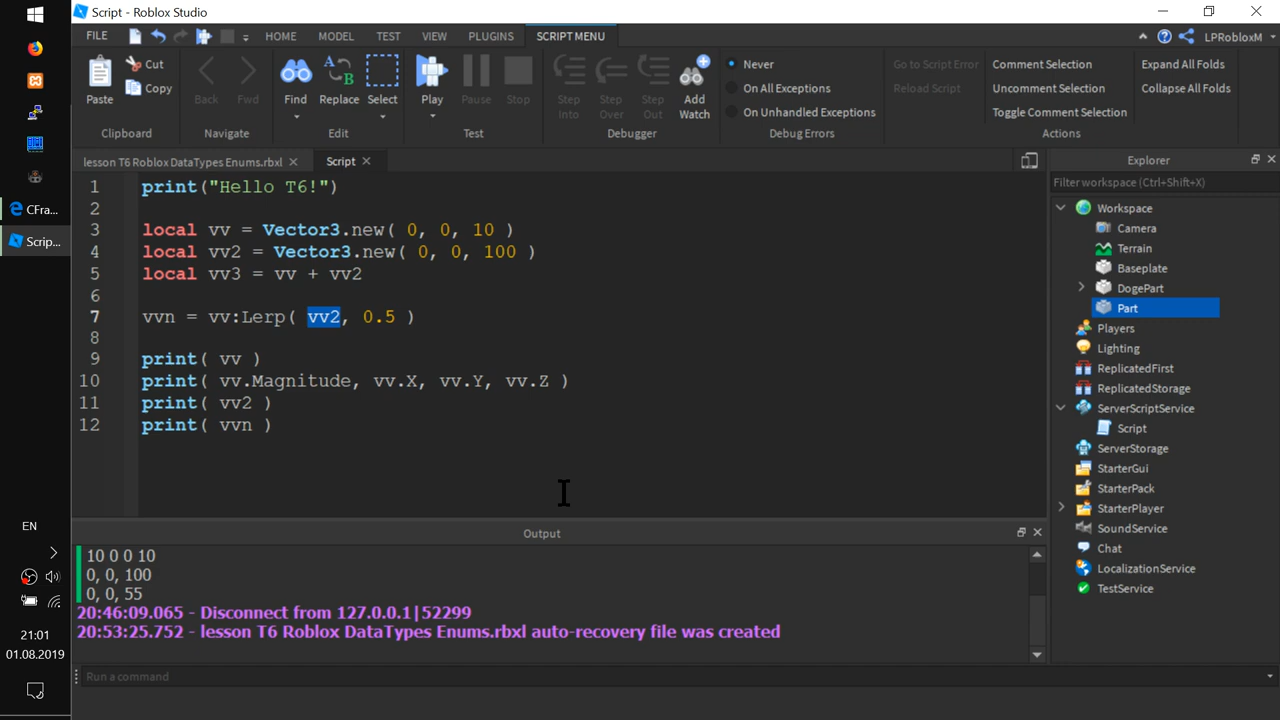 Script - Roblox Studio
FILE HOME MODEL TEST VIEW PLUGINS SCRIPT MENU LPRobloxM
Paste Cut Copy Back Fwd Find Replace Select Play Pause Stop Step Into Step Over Step Out Add Watch
Never
On All Exceptions
On Unhandled Exceptions
Go to Script Error
Reload Script
Comment Selection
Uncomment Selection
Toggle Comment Selection
Expand All Folds
Collapse All Folds
Clipboard Navigate Edit Test Debugger Debug Errors Actions
lesson T6 Roblox DataTypes Enums.rbxl Script
1 print("Hello T6!")
2
3 local vv = Vector3.new( 0, 0, 10 )
4 local vv2 = Vector3.new( 0, 0, 100 )
5 local vv3 = vv + vv2
6
7 vvn = vv:Lerp( vv2, 0.5 )
8
9 print( vv )
10 print( vv.Magnitude, vv.X, vv.Y, vv.Z )
11 print( vv2 )
12 print( vvn )
Output
10 0 0 10
0, 0, 100
0, 0, 55
20:46:09.065 - Disconnect from 127.0.0.1|52299
20:53:25.752 - lesson T6 Roblox DataTypes Enums.rbxl auto-recovery file was created
Run a command
Explorer
Filter workspace (Ctrl+Shift+X)
Workspace
Camera
Terrain
Baseplate
DogePart
Part
Players
Lighting
ReplicatedFirst
ReplicatedStorage
ServerScriptService
Script
ServerStorage
StarterGui
StarterPack
StarterPlayer
SoundService
Chat
LocalizationService
TestService
CFra...
Scrip...
EN
21:01
01.08.2019